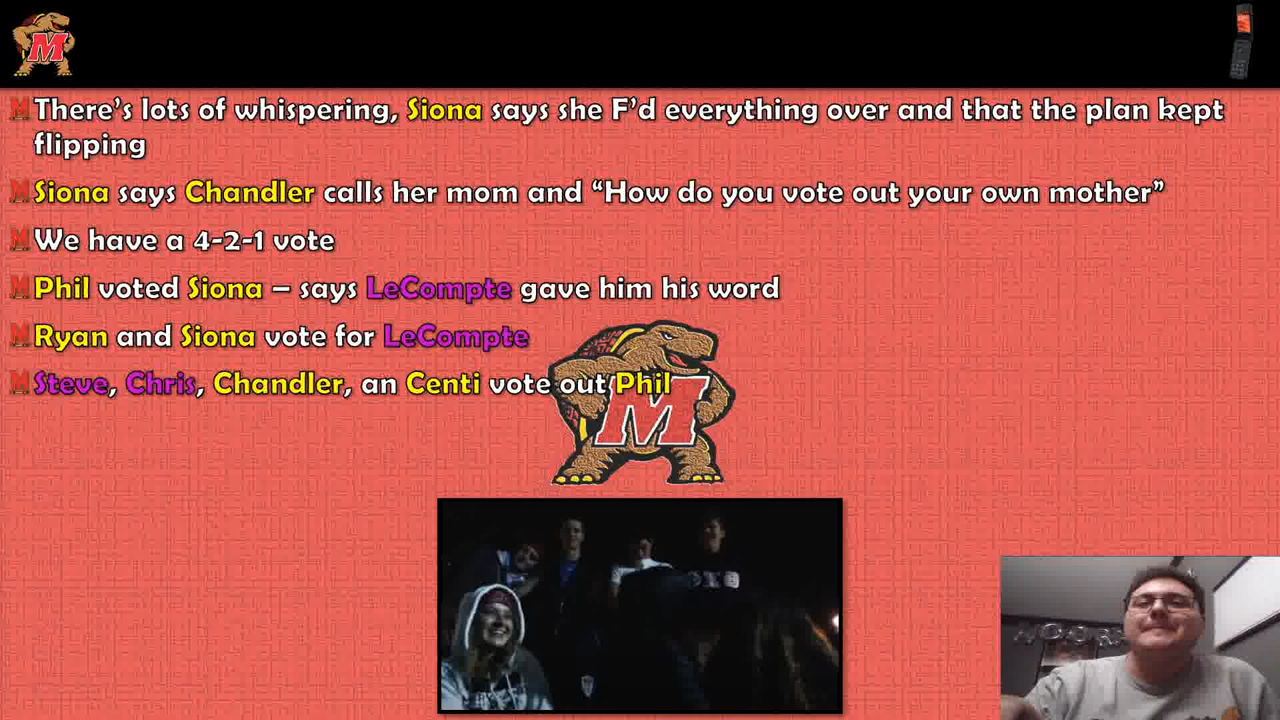 There's lots of whispering, Siona says she F'd everything over and that the plan kept
flipping
Siona says Chandler calls her mom and “How do you vote out your own mother”
We have a 4-2-1 vote
Phil voted Siona – says LeCompte gave him his word
Ryan and Siona vote for LeCompte
Steve, Chris, Chandler, an Centi vote out Phil
M
M